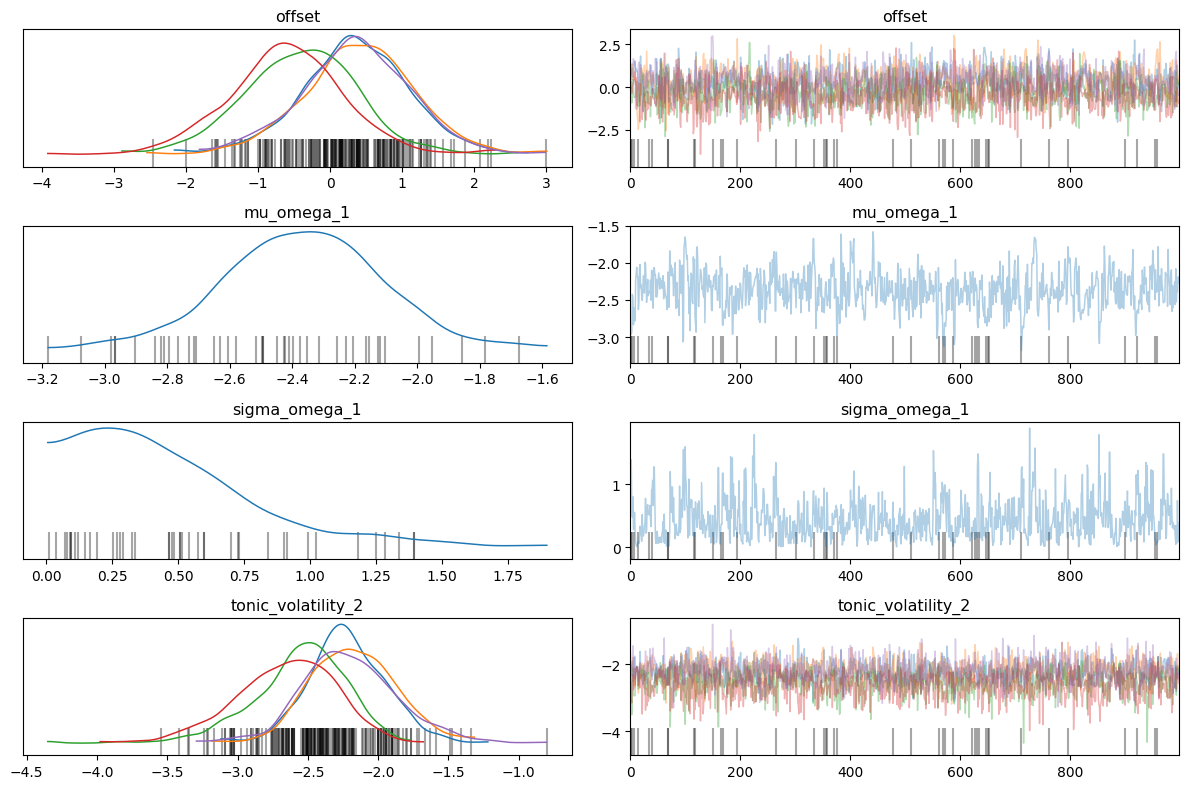 offset
offset
−4 −3 −2 −1 0 1 2 3
2.5
0.0
−2.5
0 200 400 600 800
mu_omega_1
mu_omega_1
−3.2 −3.0 −2.8 −2.6 −2.4 −2.2 −2.0 −1.8 −1.6
−1.5
−2.0
−2.5
−3.0
0 200 400 600 800
sigma_omega_1
sigma_omega_1
0.00 0.25 0.50 0.75 1.00 1.25 1.50 1.75
1
0
0 200 400 600 800
tonic_volatility_2
tonic_volatility_2
−4.5 −4.0 −3.5 −3.0 −2.5 −2.0 −1.5 −1.0
−2
−4
0 200 400 600 800